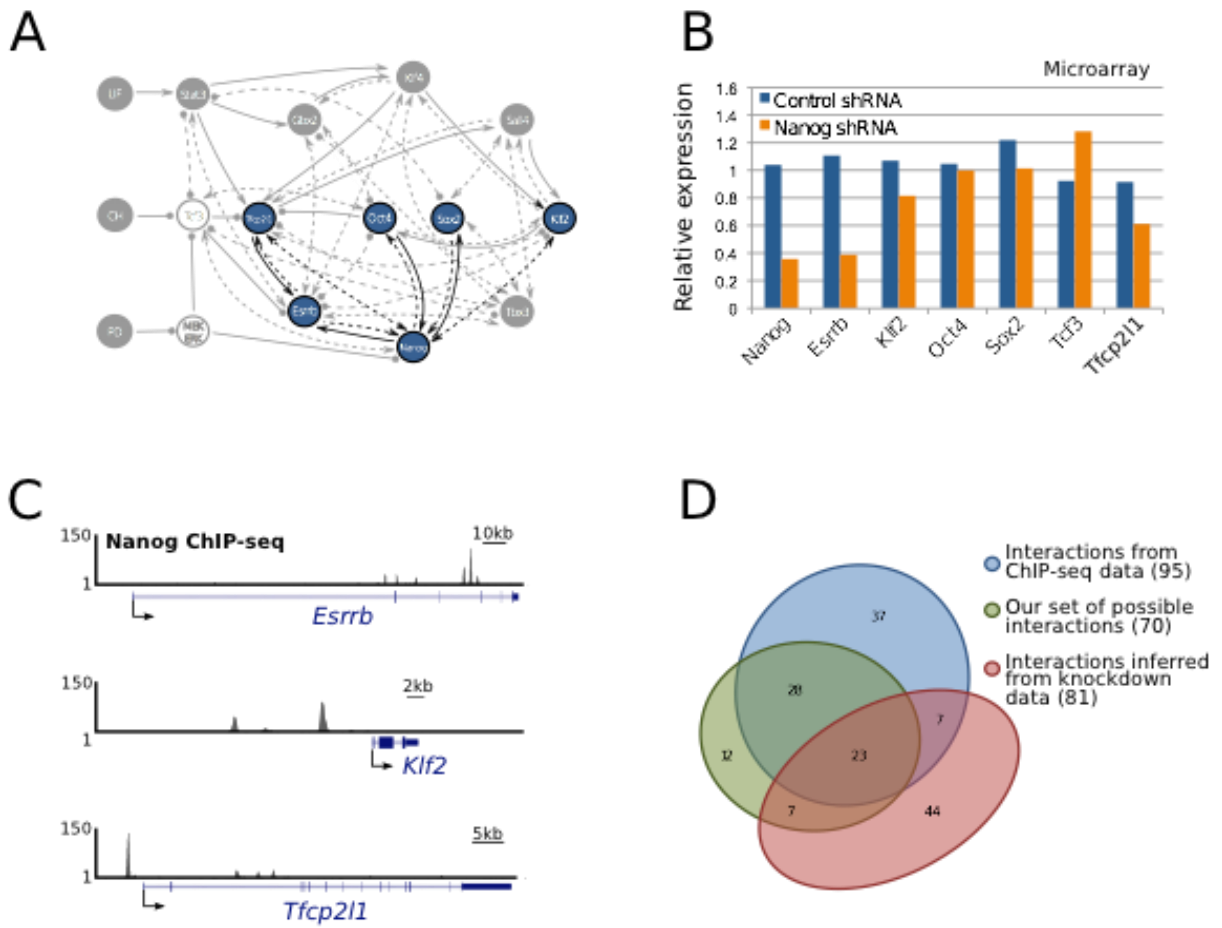 A
LIF
Stat3
Klf4
Gbx2
Sall4
CH
Tcf3
Oct4
Sox2
Klf2
PD
MEK
ERK
Esrrb
Tbx3
Nanog
B
Microarray
Relative expression
1.6
1.4
1.2
1
0.8
0.6
0.4
0.2
0
Control shRNA
Nanog shRNA
Nanog
Esrrb
Klf2
Oct4
Sox2
Tcf3
Tfcp2l1
C
Nanog ChIP-seq
150
1
10kb
Esrrb
150
1
2kb
Klf2
150
1
5kb
Tfcp2l1
D
37
28
7
12
23
7
44
Interactions from
ChIP-seq data (95)
Our set of possible
interactions (70)
Interactions inferred
from knockdown
data (81)